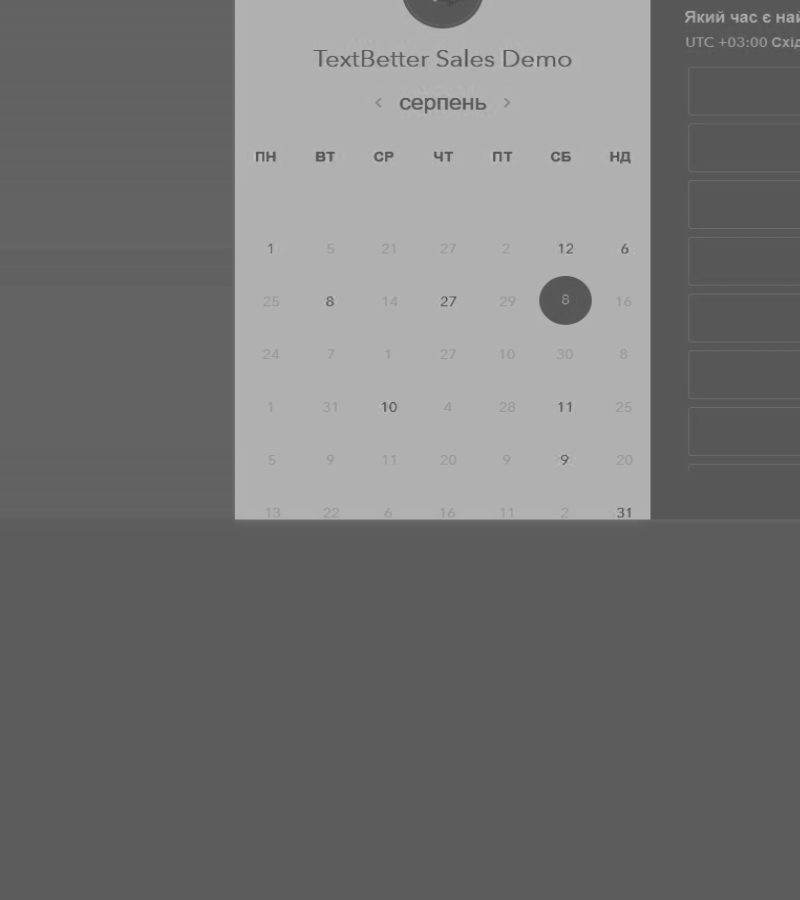 Який час є най
UTC +03:00 Схід
TextBetter Sales Demo
‹ серпень ›
ПН ВТ СР ЧТ ПТ СБ НД
1 5 21 27 2 12 6
25 8 14 27 29 8 16
24 7 1 27 10 30 8
1 31 10 4 28 11 25
5 9 11 20 9 9 20
13 22 6 16 11 2 31